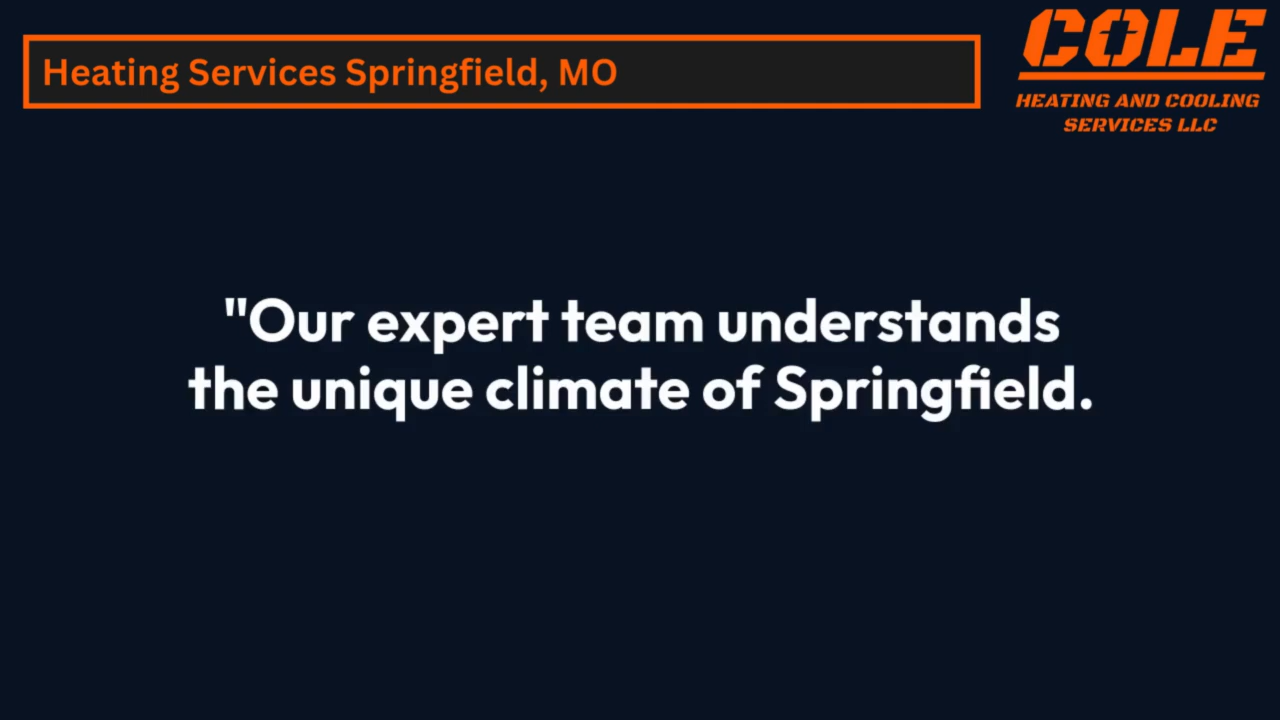 Heating Services Springfield, MO
COLE
HEATING AND COOLING
SERVICES LLC
"Our expert team understands
the unique climate of Springfield.